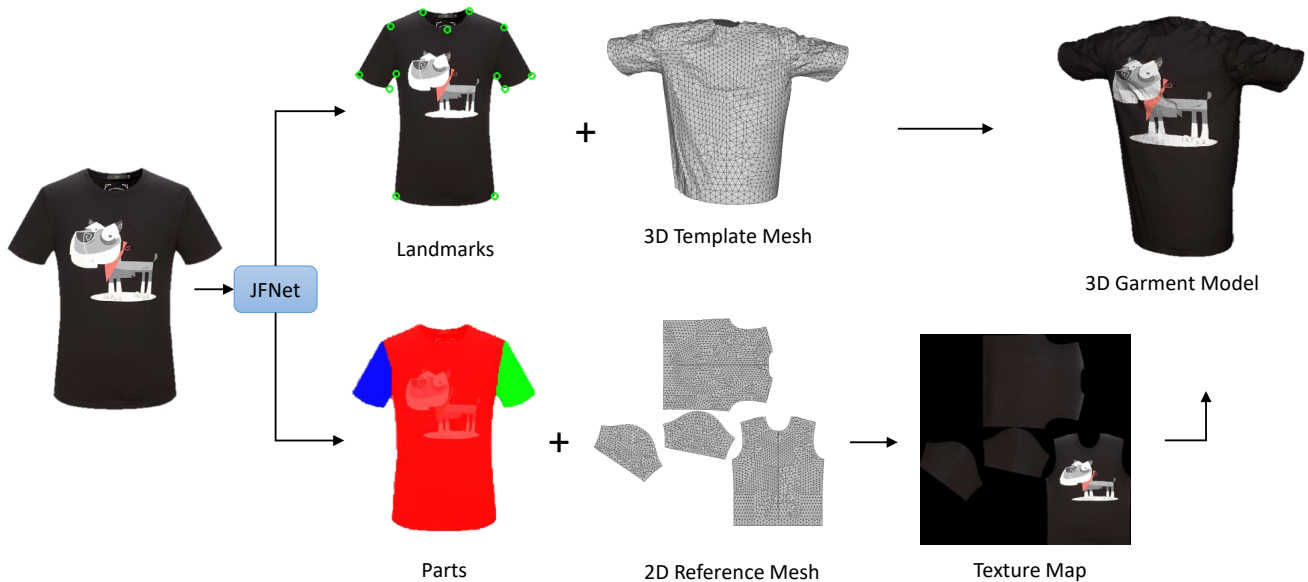 Landmarks
+
3D Template Mesh
3D Garment Model
JFNet
Parts
+
2D Reference Mesh
Texture Map